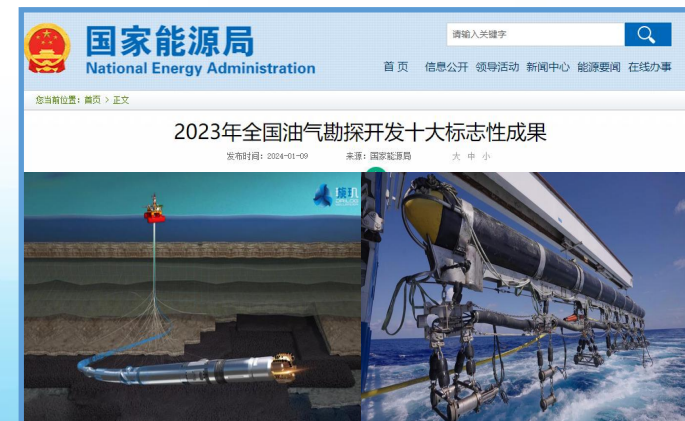 国家能源局
National Energy Administration
请输入关键字
首页 信息公开 领导活动 新闻中心 能源要闻 在线办事
您当前位置：首页 > 正文
2023年全国油气勘探开发十大标志性成果
发布时间：2024-01-09 来源：国家能源局 大 中 小
璇玑